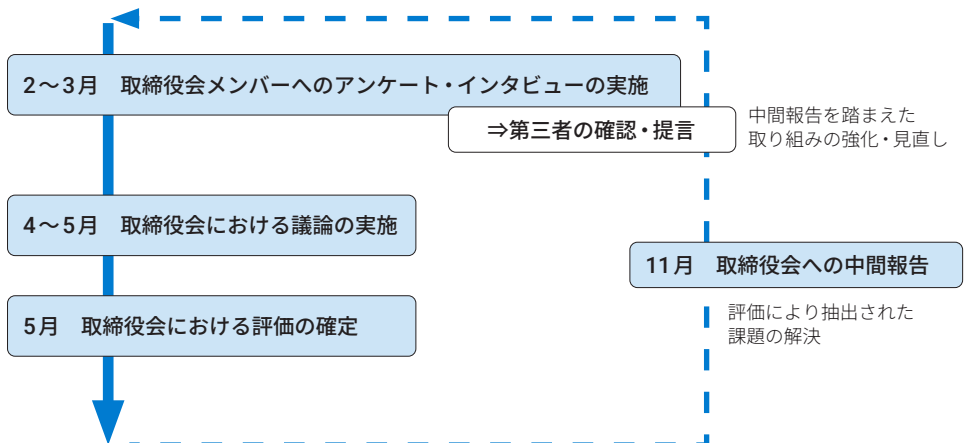 2～3月　取締役会メンバーへのアンケート・インタビューの実施
⇒第三者の確認・提言
中間報告を踏まえた
取り組みの強化・見直し
4～5月　取締役会における議論の実施
11月　取締役会への中間報告
5月　取締役会における評価の確定
評価により抽出された
課題の解決